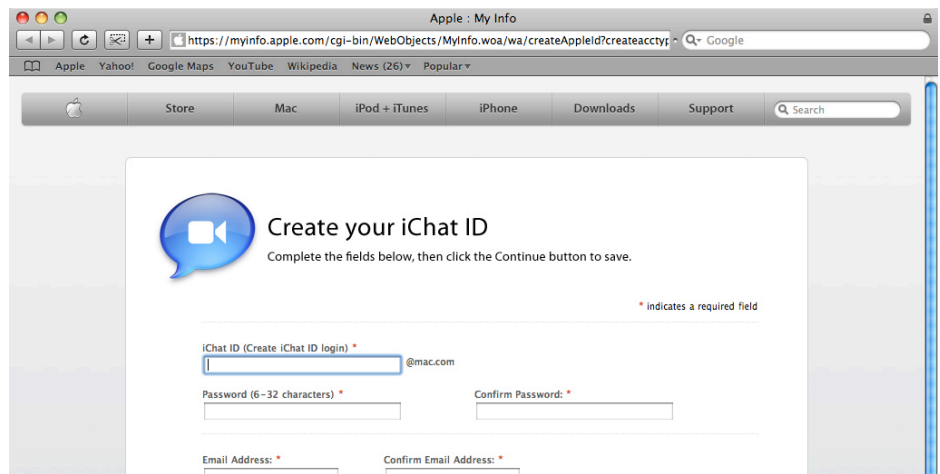 Apple : My Info
https://myinfo.apple.com/cgi-bin/WebObjects/MyInfo.woa/wa/createAppleId?createacctyp
Google
Apple Yahoo! Google Maps YouTube Wikipedia News (26) Popular
Store Mac iPod + iTunes iPhone Downloads Support Search
Create your iChat ID
Complete the fields below, then click the Continue button to save.
* indicates a required field
iChat ID (Create iChat ID login) *
@mac.com
Password (6-32 characters) * Confirm Password: *
Email Address: * Confirm Email Address: *